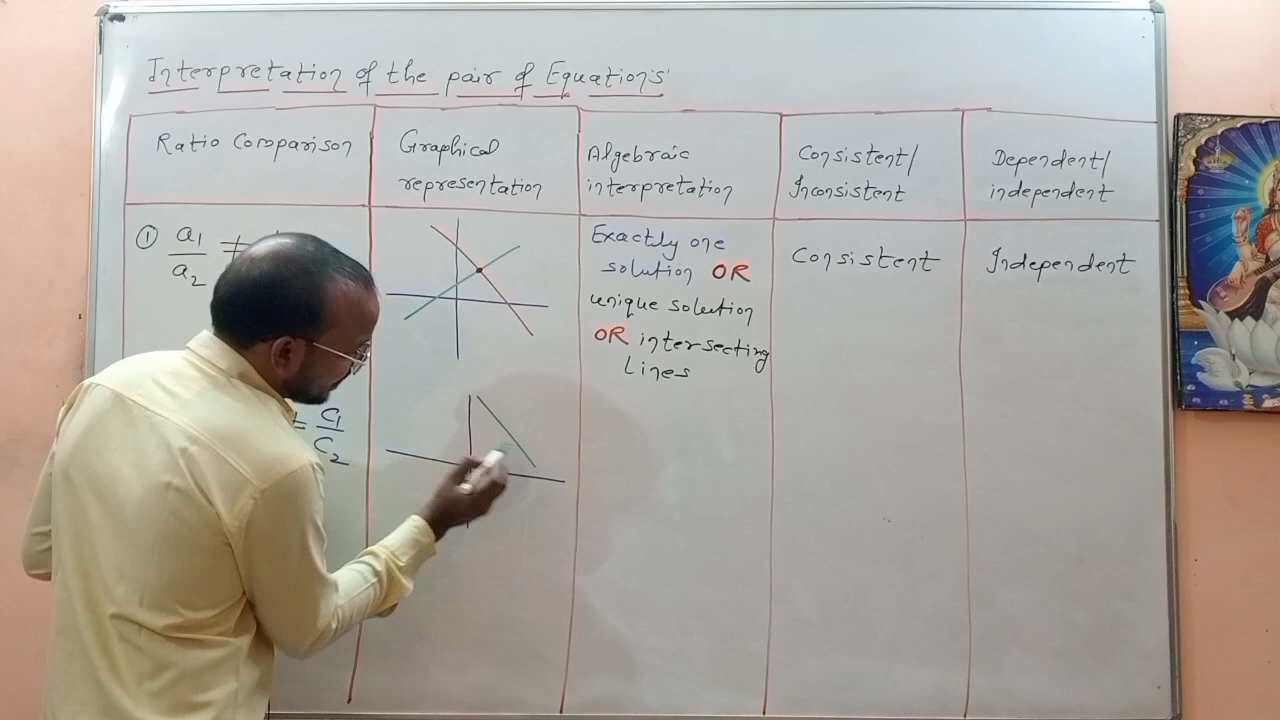 Interpretation of the pair of Equations
Ratio Comparison
Graphical
representation
Algebraic
interpretation
Consistent/
Inconsistent
Dependent/
independent
① a1/a2 ≠
Exactly one
solution OR
unique solution
OR intersecting
Lines
Consistent
Independent
= c1/c2